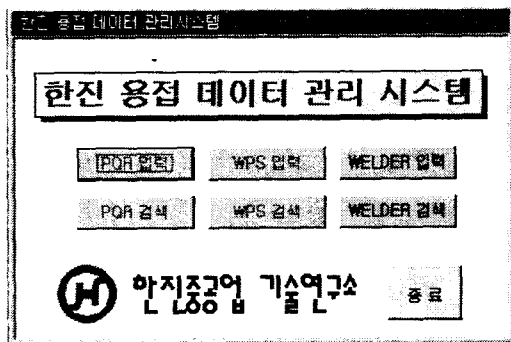 한진 용접 데이터 관리시스템
한진 용접 데이터 관리 시스템
PQR 입력 WPS 입력 WELDER 입력
PQR 검색 WPS 검색 WELDER 검색
한진중공업 기술연구소 종료